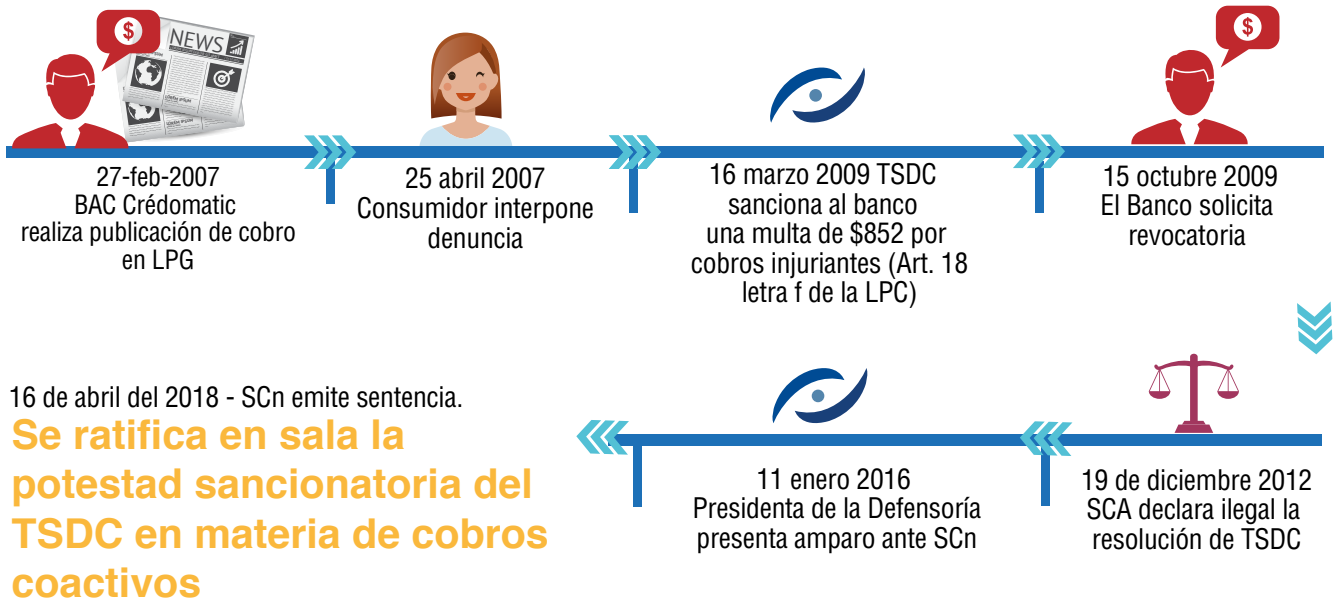 $
NEWS
27-feb-2007
BAC Crédomatic
realiza publicación de cobro
en LPG
25 abril 2007
Consumidor interpone
denuncia
16 marzo 2009 TSDC
sanciona al banco
una multa de $852 por
cobros injuriantes (Art. 18
letra f de la LPC)
$
15 octubre 2009
El Banco solicita
revocatoria
19 de diciembre 2012
SCA declara ilegal la
resolución de TSDC
11 enero 2016
Presidenta de la Defensoría
presenta amparo ante SCn
16 de abril del 2018 - SCn emite sentencia.
Se ratifica en sala la
potestad sancionatoria del
TSDC en materia de cobros
coactivos